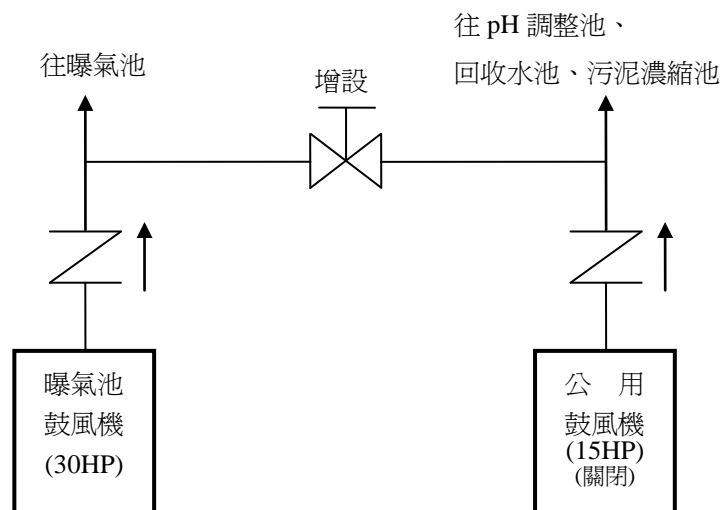 往 pH 調整池、
回收水池、污泥濃縮池
往曝氣池
增設
曝氣池
鼓風機
(30HP)
公 用
鼓風機
(15HP)
(關閉)